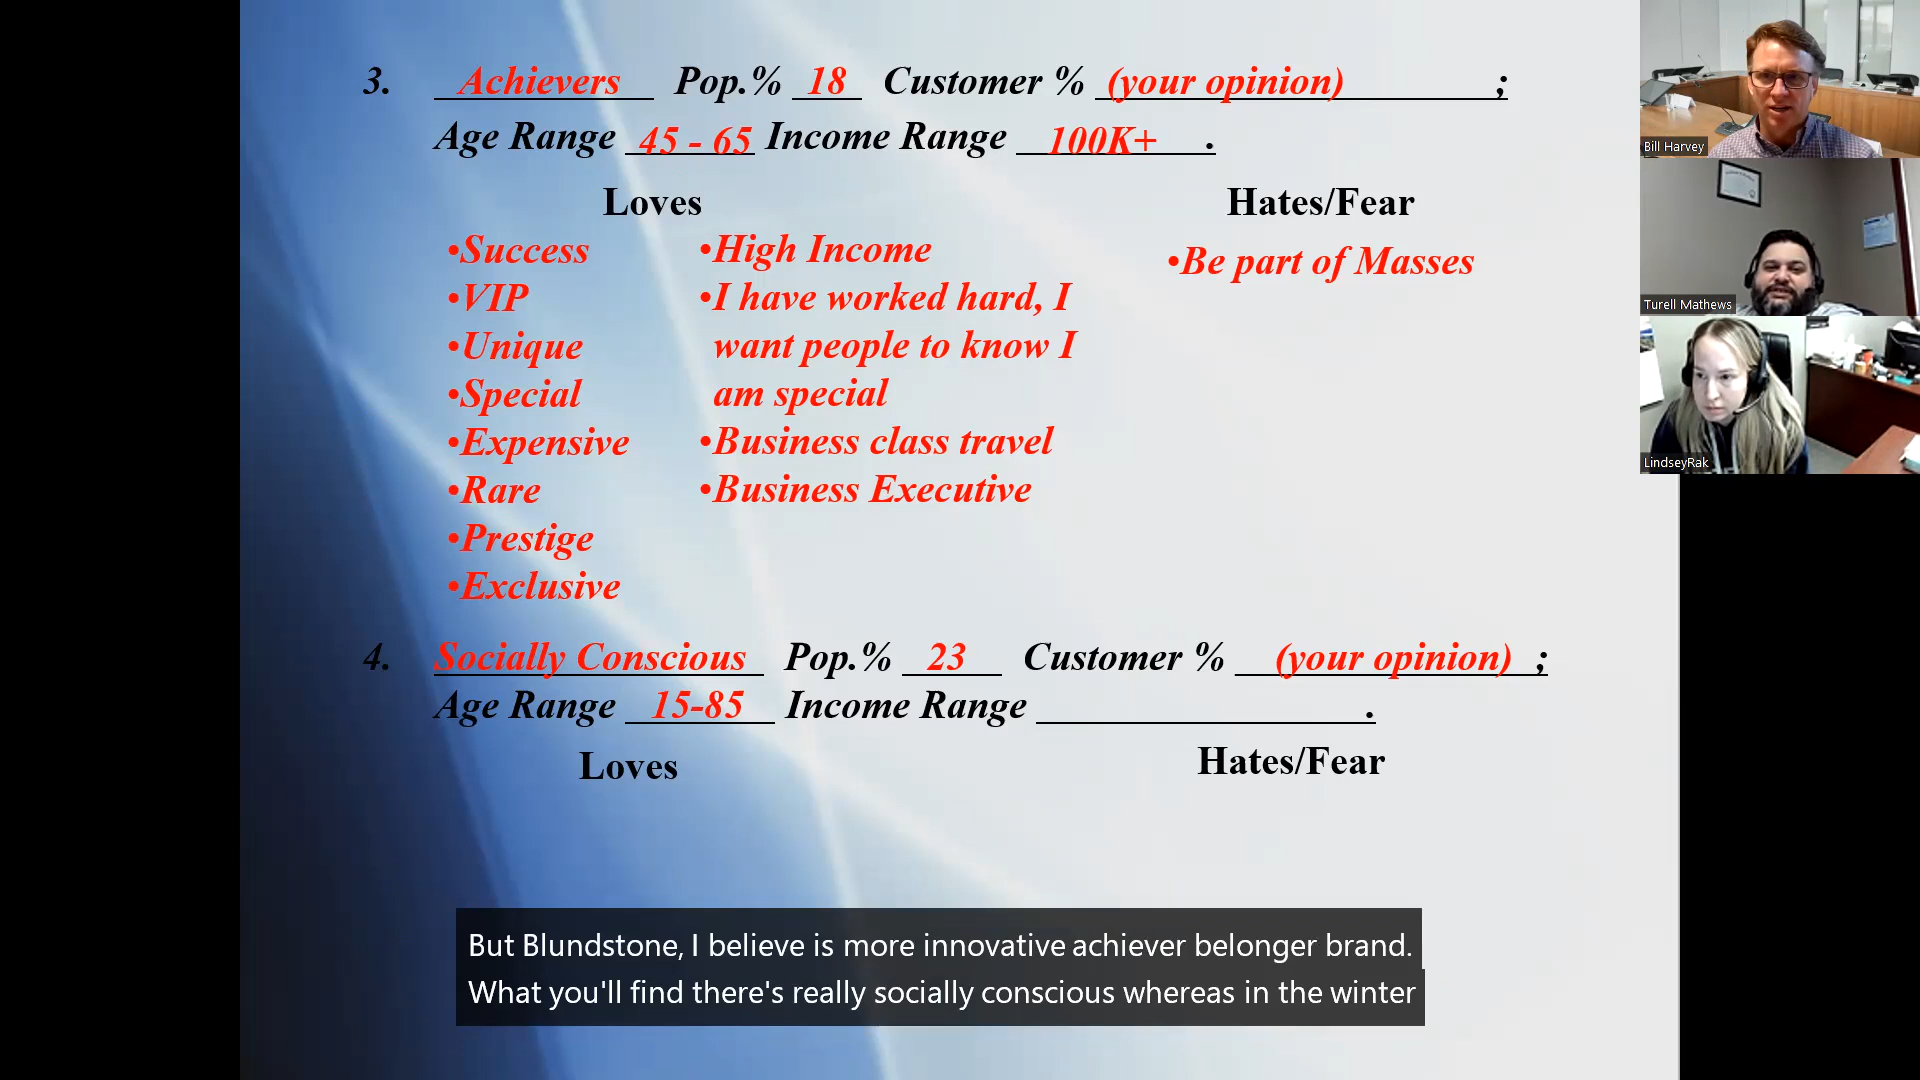 3. Achievers Pop.% 18 Customer % (your opinion) ;
Age Range 45 - 65 Income Range 100K+ .
Loves
Hates/Fear
•Success
•VIP
•Unique
•Special
•Expensive
•Rare
•Prestige
•Exclusive
•High Income
•I have worked hard, I
want people to know I
am special
•Business class travel
•Business Executive
•Be part of Masses
4. Socially Conscious Pop.% 23 Customer % (your opinion) ;
Age Range 15-85 Income Range .
Loves
Hates/Fear
But Blundstone, I believe is more innovative achiever belonger brand.
What you'll find there's really socially conscious whereas in the winter
Bill Harvey
Turell Mathews
LindseyRak